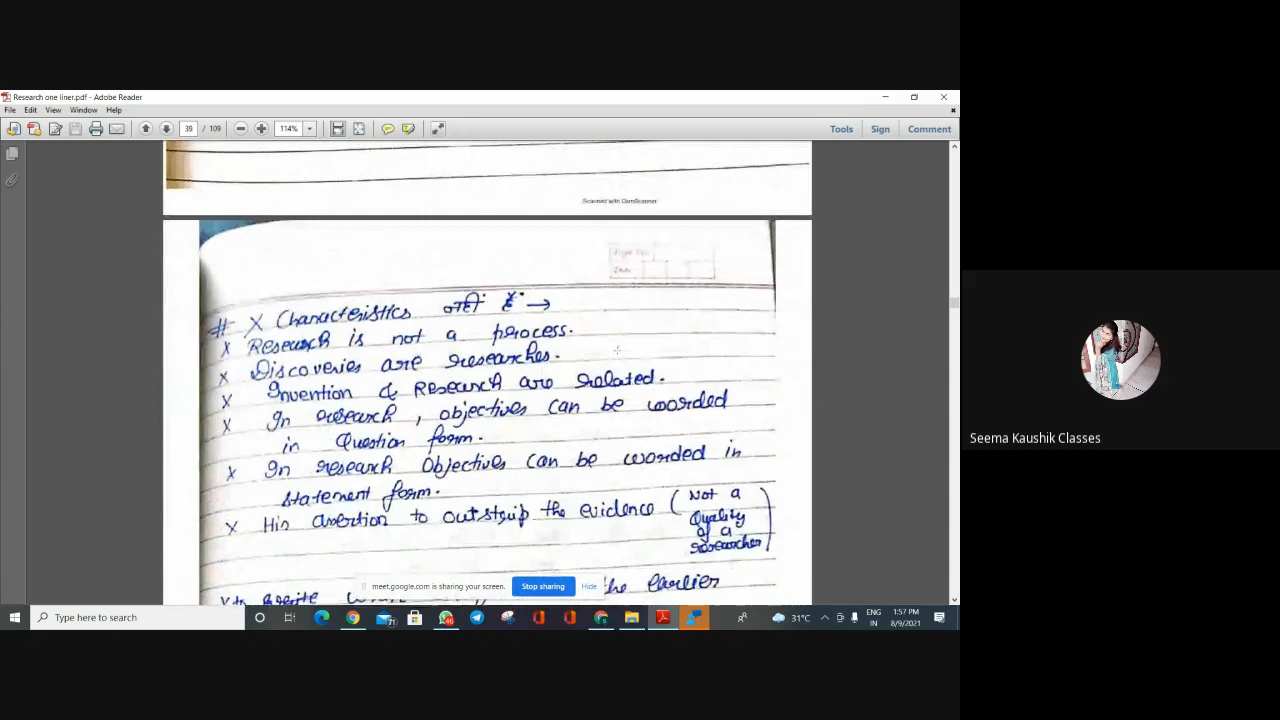 Research one liner.pdf - Adobe Reader
File Edit View Window Help
39 / 109 114% Tools Sign Comment
Scanned with CamScanner
# X Characteristics नहीं हैं →
X Research is not a process.
X Discoveries are researches.
X Invention & Research are related.
X In research, objectives can be worded
in Question form.
X In research objectives can be worded in
statement form.
X His assertion to outstrip the evidence (Not a
Quality
of a
researcher)
meet.google.com is sharing your screen. Stop sharing Hide
the earlier
Seema Kaushik Classes
Type here to search
71
31°C
ENG
IN
1:57 PM
8/9/2021